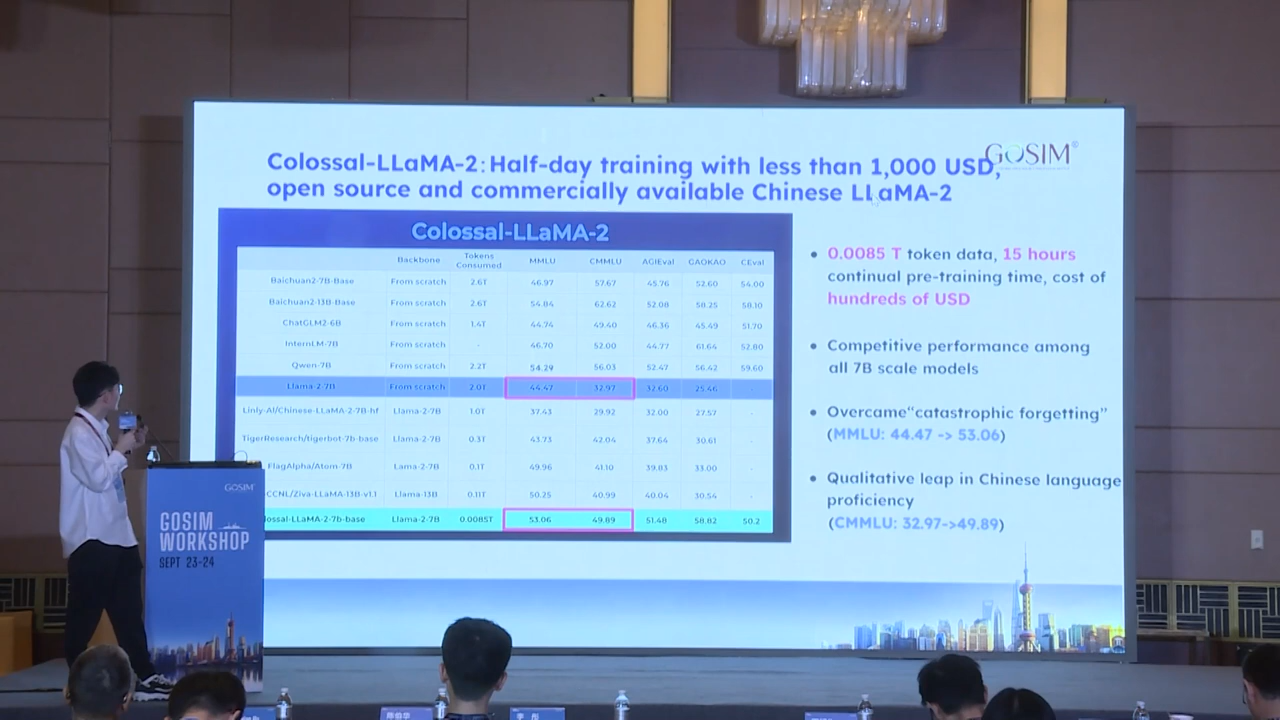 Colossal-LLaMA-2: Half-day training with less than 1,000 USD,
open source and commercially available Chinese LLaMA-2
GOSIM
Colossal-LLaMA-2
Backbone Tokens Consumed MMLU CMMLU AGIEval GAOKAO CEval
Baichuan2-7B-Base From scratch 2.6T 46.97 57.67 45.76 52.60 54.00
Baichuan2-13B-Base From scratch 2.6T 54.84 62.62 52.08 58.25 58.10
ChatGLM2-6B From scratch 1.4T 44.74 49.40 46.36 45.49 51.70
InternLM-7B From scratch - 46.70 52.00 44.77 61.64 52.80
Qwen-7B From scratch 2.2T 54.29 56.03 52.47 56.42 59.60
Llama-2-7B From scratch 2.0T 44.47 32.97 32.60 25.46
Linly-AI/Chinese-LLaMA-2-7B-hf Llama-2-7B 1.0T 37.43 29.92 32.00 27.57 -
TigerResearch/tigerbot-7b-base Llama-2-7B 0.3T 43.73 42.04 37.64 30.61 -
FlagAlpha/Atom-7B Lama-2-7B 0.1T 49.96 41.10 39.83 33.00 -
CCNL/Ziya-LLaMA-13B-v1.1 Llama-13B 0.11T 50.25 40.99 40.04 30.54 -
lossal-LLaMA-2-7b-base Llama-2-7B 0.0085T 53.06 49.89 51.48 58.82 50.2
• 0.0085 T token data, 15 hours
continual pre-training time, cost of
hundreds of USD
• Competitive performance among
all 7B scale models
• Overcame“catastrophic forgetting”
(MMLU: 44.47 -> 53.06)
• Qualitative leap in Chinese language
proficiency
(CMMLU: 32.97->49.89)
GOSIM
GOSIM
WORKSHOP
SEPT 23-24